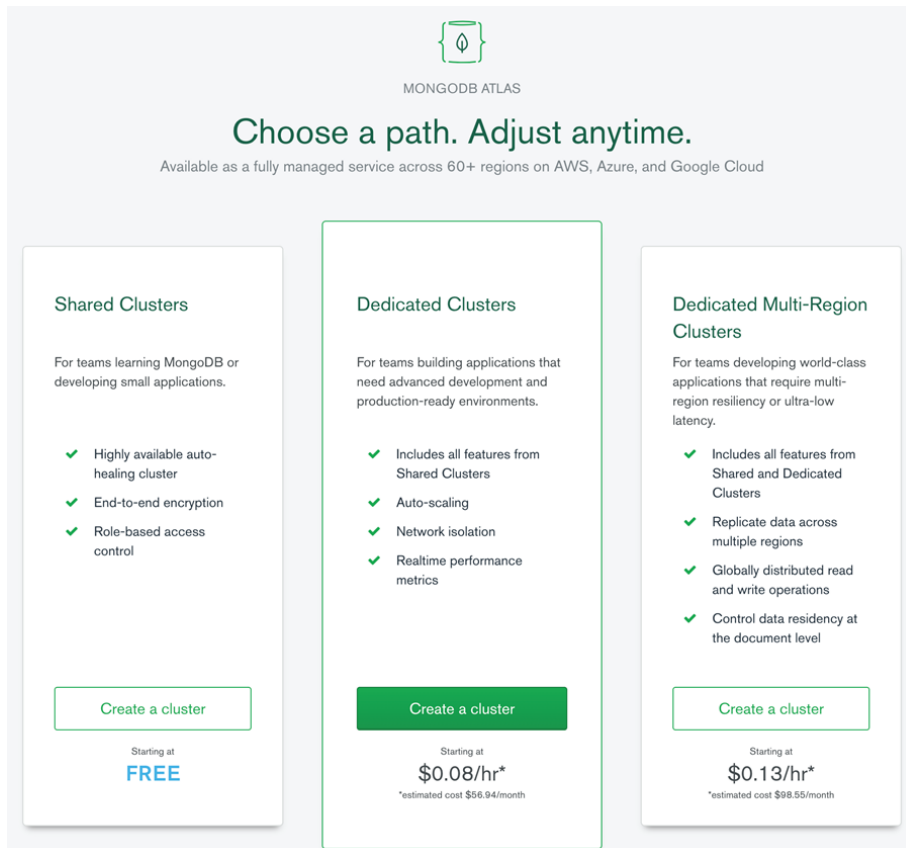 MONGODB ATLAS
Choose a path. Adjust anytime.
Available as a fully managed service across 60+ regions on AWS, Azure, and Google Cloud
Shared Clusters
For teams learning MongoDB or
developing small applications.
Highly available auto-
healing cluster
End-to-end encryption
Role-based access
control
Create a cluster
Starting at
FREE
Dedicated Clusters
For teams building applications that
need advanced development and
production-ready environments.
Includes all features from
Shared Clusters
Auto-scaling
Network isolation
Realtime performance
metrics
Create a cluster
Starting at
$0.08/hr*
*estimated cost $56.94/month
Dedicated Multi-Region
Clusters
For teams developing world-class
applications that require multi-
region resiliency or ultra-low
latency.
Includes all features from
Shared and Dedicated
Clusters
Replicate data across
multiple regions
Globally distributed read
and write operations
Control data residency at
the document level
Create a cluster
Starting at
$0.13/hr*
*estimated cost $98.55/month